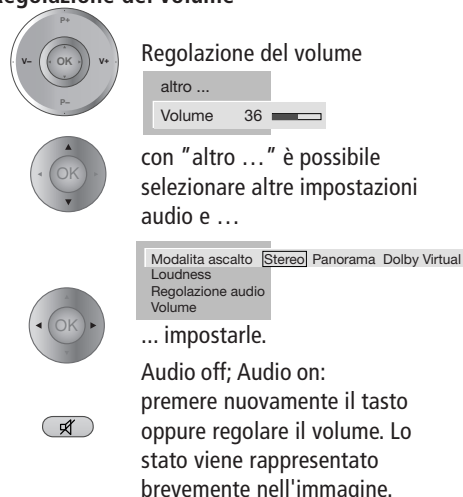 Regolazione del volume
P+
V–
OK
V+
P–
Regolazione del volume
altro ...
Volume 36
OK
con "altro …" è possibile
selezionare altre impostazioni
audio e …
Modalita ascalto Stereo Panorama Dolby Virtual
Loudness
Regolazione audio
Volume
OK
... impostarle.
Audio off; Audio on:
premere nuovamente il tasto
oppure regolare il volume. Lo
stato viene rappresentato
brevemente nell'immagine.